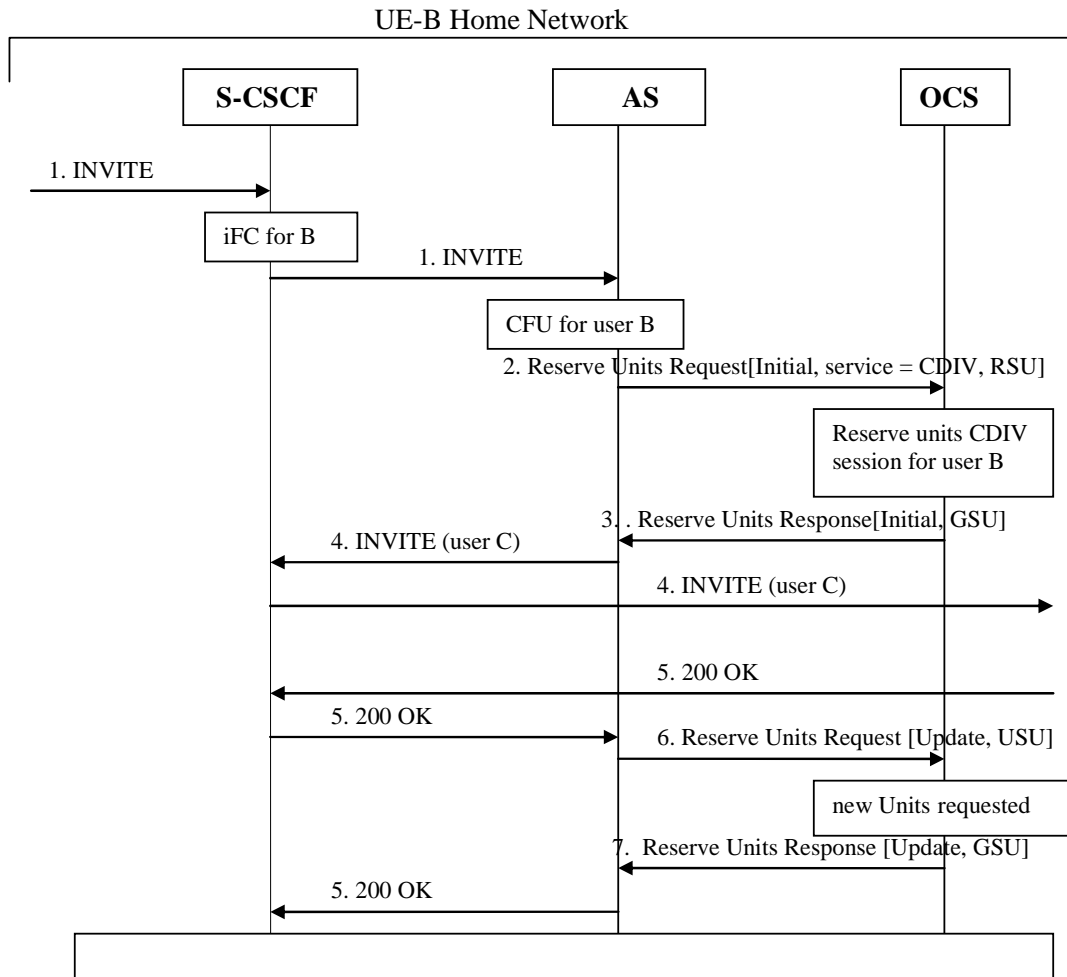 UE-B Home Network
S-CSCF
AS
OCS
1. INVITE
iFC for B
1. INVITE
CFU for user B
2. Reserve Units Request[Initial, service = CDIV, RSU]
Reserve units CDIV
session for user B
3. . Reserve Units Response[Initial, GSU]
4. INVITE (user C)
4. INVITE (user C)
5. 200 OK
5. 200 OK
6. Reserve Units Request [Update, USU]
new Units requested
7. Reserve Units Response [Update, GSU]
5. 200 OK